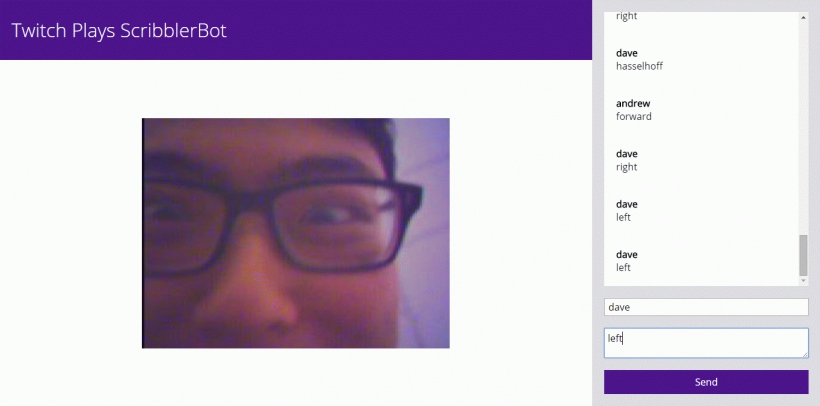 Twitch Plays ScribblerBot
right
dave
hasselhoff
andrew
forward
dave
right
dave
left
dave
left
dave
left
Send